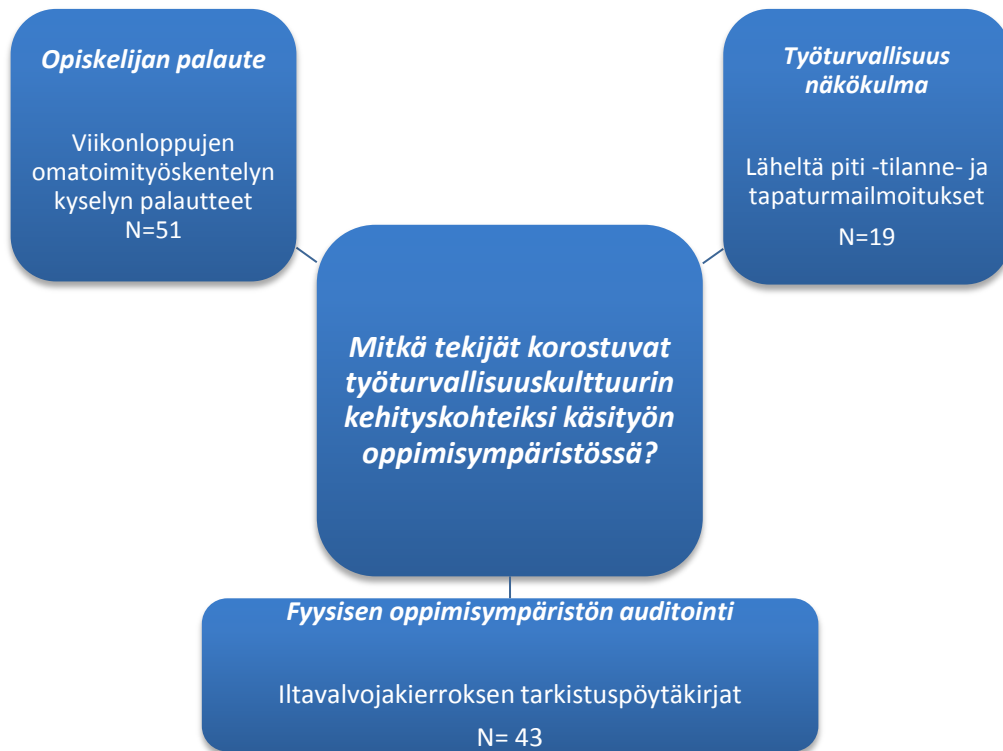 Opiskelijan palaute
Viikonloppujen
omatoimityöskentelyn
kyselyn palautteet
N=51
Työturvallisuus
näkökulma
Läheltä piti -tilanne- ja
tapaturmailmoitukset
N=19
Mitkä tekijät korostuvat
työturvallisuuskulttuurin
kehityskohteiksi käsityön
oppimisympäristössä?
Fyysisen oppimisympäristön auditointi
Iltavalvojakierroksen tarkistuspöytäkirjat
N= 43